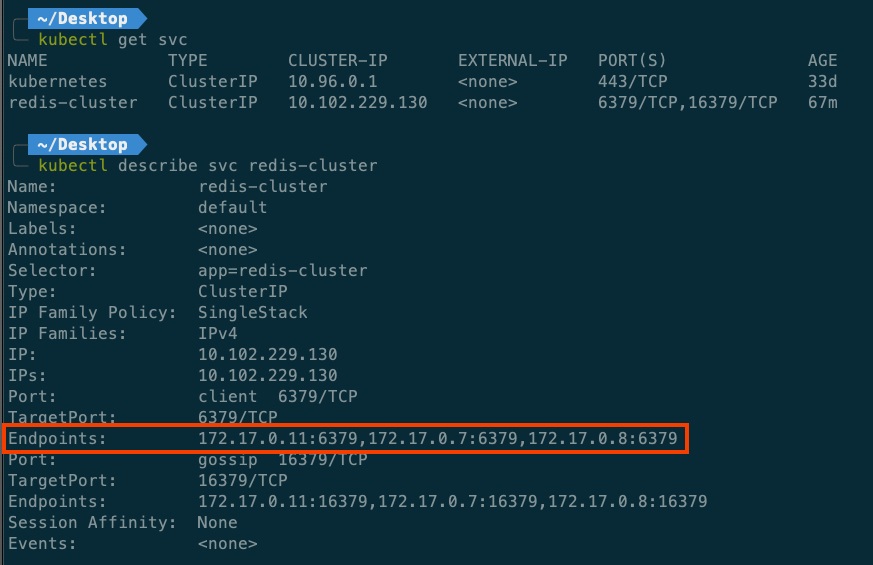 ~/Desktop
kubectl get svc
NAME TYPE CLUSTER-IP EXTERNAL-IP PORT(S) AGE
kubernetes ClusterIP 10.96.0.1 <none> 443/TCP 33d
redis-cluster ClusterIP 10.102.229.130 <none> 6379/TCP,16379/TCP 67m
~/Desktop
kubectl describe svc redis-cluster
Name: redis-cluster
Namespace: default
Labels: <none>
Annotations: <none>
Selector: app=redis-cluster
Type: ClusterIP
IP Family Policy: SingleStack
IP Families: IPv4
IP: 10.102.229.130
IPs: 10.102.229.130
Port: client 6379/TCP
TargetPort: 6379/TCP
Endpoints: 172.17.0.11:6379,172.17.0.7:6379,172.17.0.8:6379
Port: gossip 16379/TCP
TargetPort: 16379/TCP
Endpoints: 172.17.0.11:16379,172.17.0.7:16379,172.17.0.8:16379
Session Affinity: None
Events: <none>